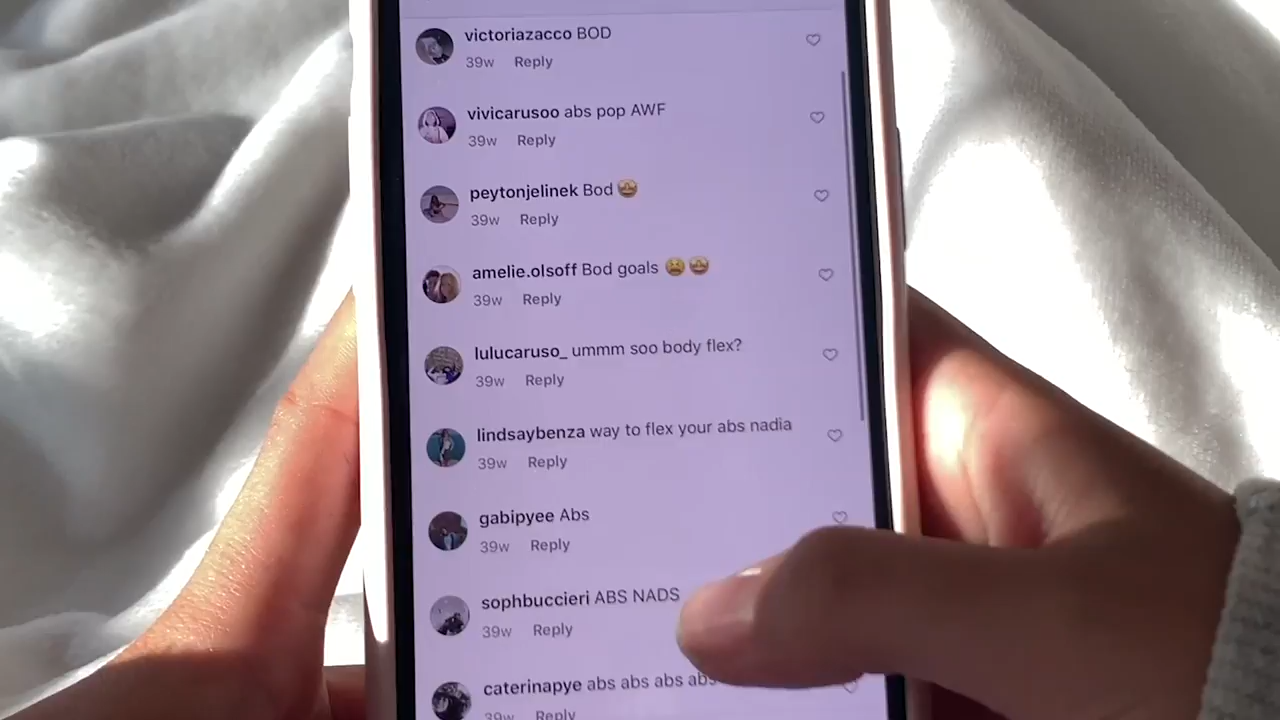 victoriazacco BOD
39w Reply
vivicarusoo abs pop AWF
39w Reply
peytonjelinek Bod 🤩
39w Reply
amelie.olsoff Bod goals 😫🤩
39w Reply
lulucaruso_ ummm soo body flex?
39w Reply
lindsaybenza way to flex your abs nadia
39w Reply
gabipyee Abs
39w Reply
sophbuccieri ABS NADS
39w Reply
caterinapye abs abs abs abs
39w Reply